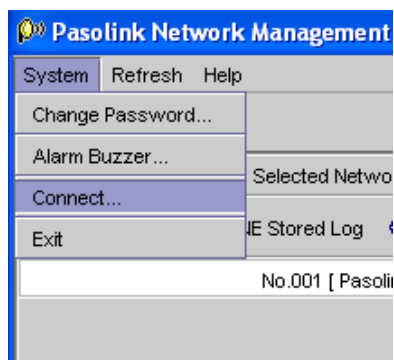 Pasolink Network Management
System Refresh Help
Change Password...
Alarm Buzzer...
Selected Netwo
Connect...
NE Stored Log
Exit
No.001 [ Pasolin